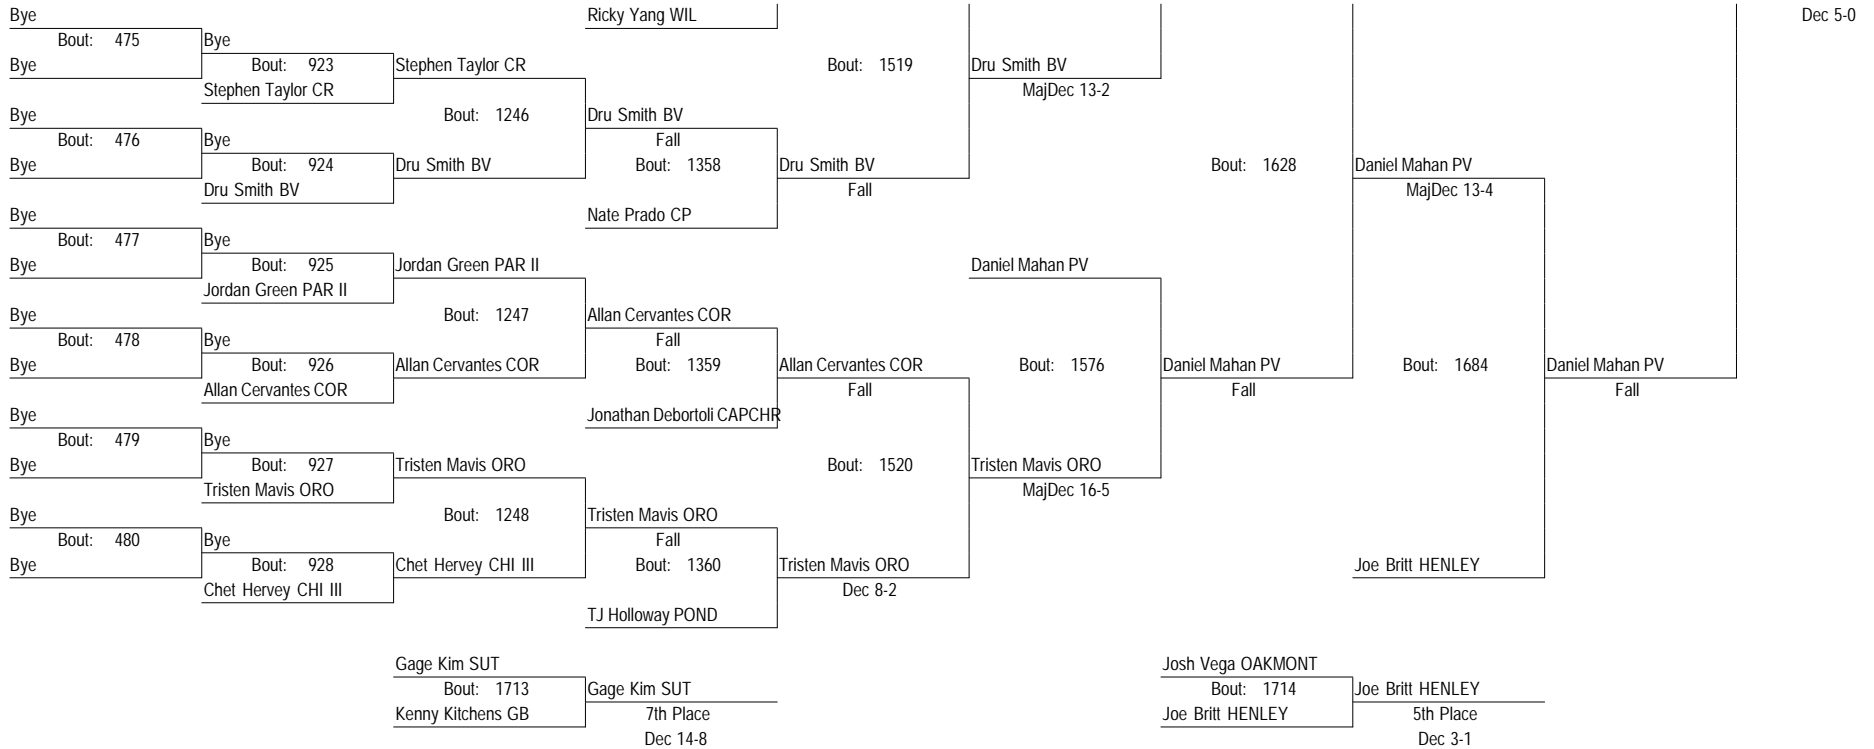 Bye
Ricky Yang WIL
Dec 5-0
Bout: 475
Bye
Bye
Bout: 923
Stephen Taylor CR
Bout: 1519
Dru Smith BV
Stephen Taylor CR
MajDec 13-2
Bye
Bout: 1246
Dru Smith BV
Bout: 476
Bye
Fall
Bye
Bout: 924
Dru Smith BV
Bout: 1358
Dru Smith BV
Bout: 1628
Daniel Mahan PV
Dru Smith BV
Fall
MajDec 13-4
Bye
Nate Prado CP
Bout: 477
Bye
Bye
Bout: 925
Jordan Green PAR II
Daniel Mahan PV
Jordan Green PAR II
Bye
Bout: 1247
Allan Cervantes COR
Bout: 478
Bye
Fall
Bye
Bout: 926
Allan Cervantes COR
Bout: 1359
Allan Cervantes COR
Bout: 1576
Daniel Mahan PV
Bout: 1684
Daniel Mahan PV
Allan Cervantes COR
Fall
Fall
Fall
Bye
Jonathan Debortoli CAPCHR
Bout: 479
Bye
Bye
Bout: 927
Tristen Mavis ORO
Bout: 1520
Tristen Mavis ORO
Tristen Mavis ORO
MajDec 16-5
Bye
Bout: 1248
Tristen Mavis ORO
Bout: 480
Bye
Fall
Bye
Bout: 928
Chet Hervey CHI III
Bout: 1360
Tristen Mavis ORO
Joe Britt HENLEY
Chet Hervey CHI III
Dec 8-2
TJ Holloway POND
Gage Kim SUT
Josh Vega OAKMONT
Bout: 1713
Gage Kim SUT
Bout: 1714
Joe Britt HENLEY
Kenny Kitchens GB
7th Place
Joe Britt HENLEY
5th Place
Dec 14-8
Dec 3-1